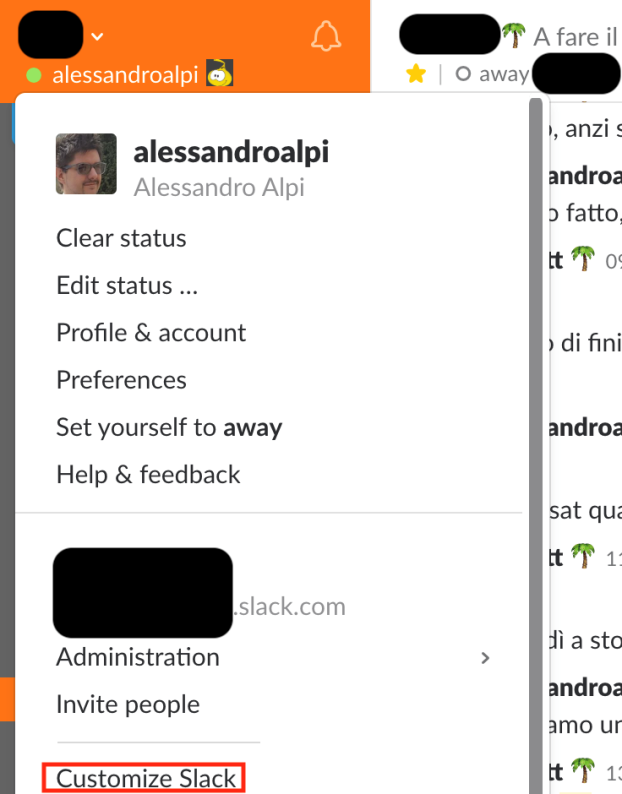 A fare il
alessandroalpi
away
, anzi s
alessandroalpi
Alessandro Alpi
androa
o fatto,
Clear status
tt 09
Edit status ...
Profile & account
o di fini
Preferences
Set yourself to away
androa
Help & feedback
sat qua
tt 11
.slack.com
dì a sto
Administration
androa
Invite people
amo un
Customize Slack
tt 13